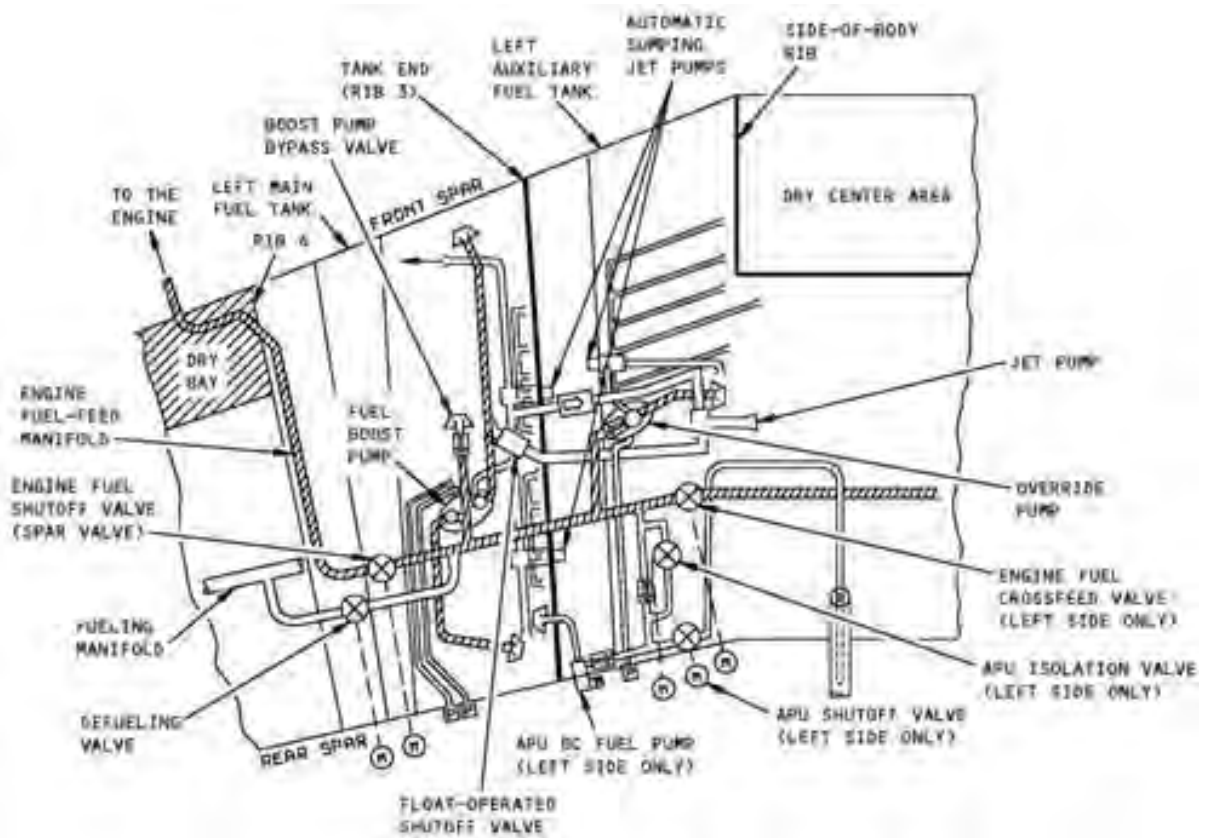 AUTOMATIC
SUMPING
JET PUMPS
SIDE-OF-BODY
RIB
LEFT
AUXILIARY
FUEL TANK
TANK END
(RIB 3)
BOOST PUMP
BYPASS VALVE
TO THE
ENGINE
LEFT MAIN
FUEL TANK
FRONT SPAR
RIB 6
DRY CENTER AREA
DRY
BAY
JET PUMP
ENGINE
FUEL-FEED
MANIFOLD
FUEL
BOOST
PUMP
ENGINE FUEL
SHUTOFF VALVE
(SPAR VALVE)
OVERRIDE
PUMP
ENGINE FUEL
CROSSFEED VALVE
(LEFT SIDE ONLY)
FUELING
MANIFOLD
APU ISOLATION VALVE
(LEFT SIDE ONLY)
DEFUELING
VALVE
REAR SPAR
M
M
M
M
M
APU SHUTOFF VALVE
(LEFT SIDE ONLY)
APU DC FUEL PUMP
(LEFT SIDE ONLY)
FLOAT-OPERATED
SHUTOFF VALVE